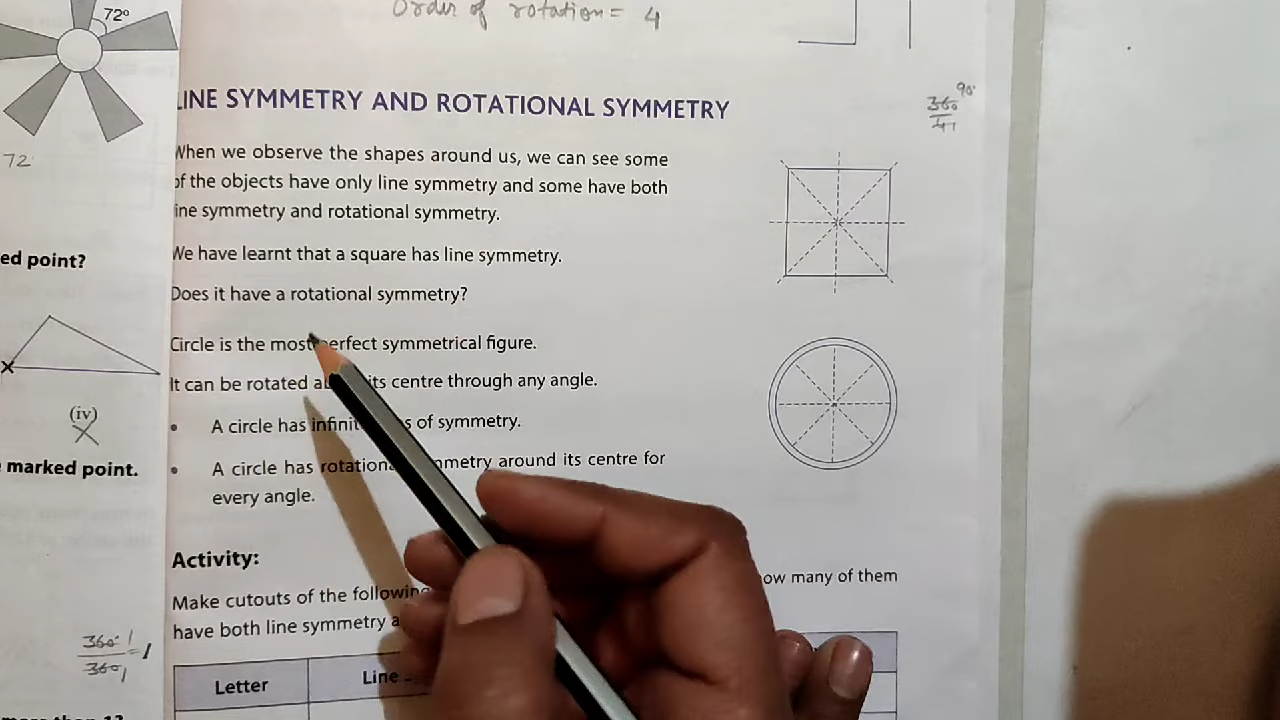 72°
Order of rotation = 4
LINE SYMMETRY AND ROTATIONAL SYMMETRY
360 90°
4 1
72
When we observe the shapes around us, we can see some
of the objects have only line symmetry and some have both
line symmetry and rotational symmetry.
ed point?
We have learnt that a square has line symmetry.
Does it have a rotational symmetry?
Circle is the most perfect symmetrical figure.
It can be rotated its centre through any angle.
(iv)
• A circle has of symmetry.
marked point.
• A circle has around its centre for
every angle.
Activity:
Make cutouts of the following ow many of them
have both line symmetry
360° 1
360 1 = 1
Letter
Line